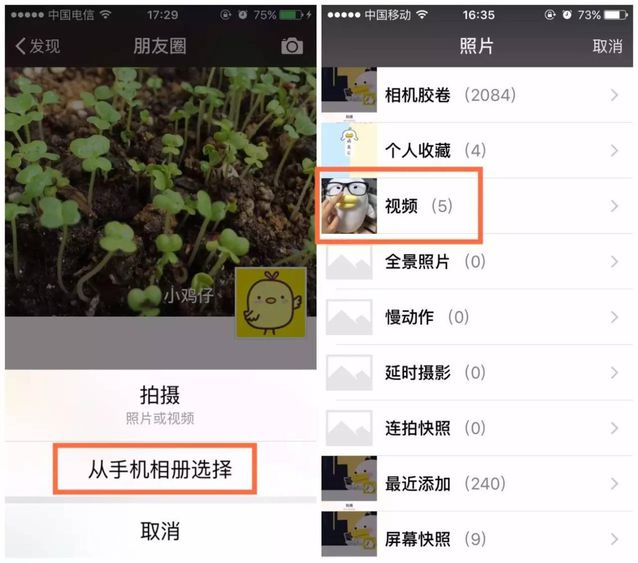 中国电信 17:29 75%
发现 朋友圈
小鸡仔
拍摄
照片或视频
从手机相册选择
取消
中国移动 16:35 73%
照片 取消
相机胶卷 (2084)
个人收藏 (4)
视频 (5)
全景照片 (0)
慢动作 (0)
延时摄影 (0)
连拍快照 (0)
最近添加 (240)
屏幕快照 (9)